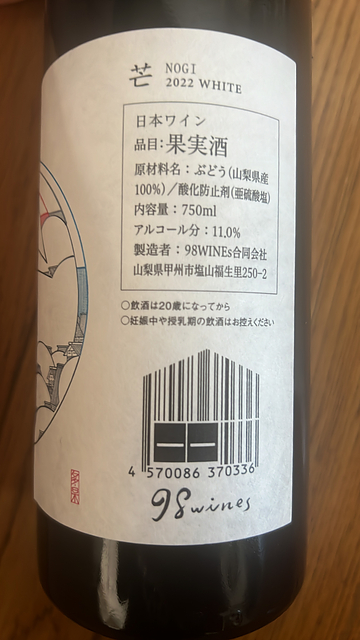 芒 NOGI
2022 WHITE
日本ワイン
品目：果実酒
原材料名：ぶどう（山梨県産
100%）／酸化防止剤（亜硫酸塩）
内容量：750ml
アルコール分：11.0%
製造者：98WINEs合同会社
山梨県甲州市塩山福生里250-2
○飲酒は20歳になってから
○妊娠中や授乳期の飲酒はお控えください
4 570086 370336
98wines